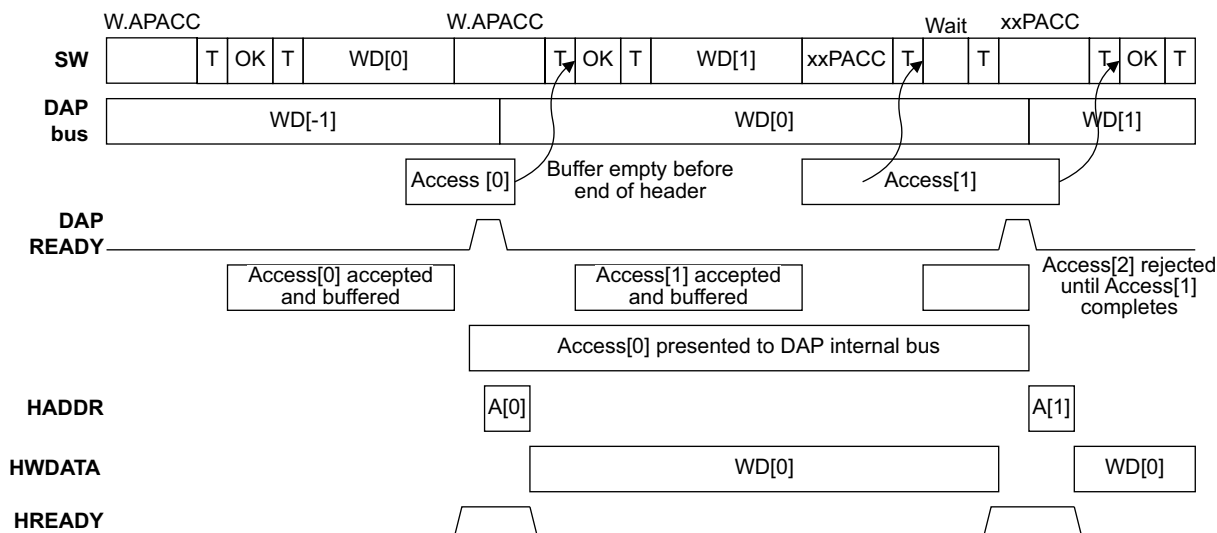 W.APACC W.APACC Wait xxPACC
SW T OK T WD[0] T OK T WD[1] xxPACC T T T OK T
DAP
bus
WD[-1] WD[0] WD[1]
Access [0]
Buffer empty before
end of header
Access[1]
DAP
READY
Access[0] accepted
and buffered
Access[1] accepted
and buffered
Access[2] rejected
until Access[1]
completes
Access[0] presented to DAP internal bus
HADDR A[0] A[1]
HWDATA WD[0] WD[0]
HREADY